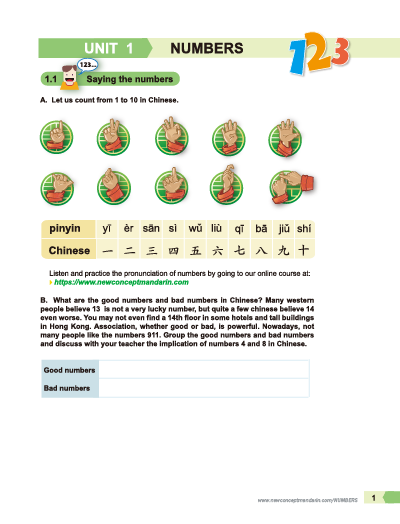 UNIT 1 NUMBERS
123
123...
1.1 Saying the numbers
A. Let us count from 1 to 10 in Chinese.
pinyin yī èr sān sì wǔ liù qī bā jiǔ shí
Chinese 一 二 三 四 五 六 七 八 九 十
Listen and practice the pronunciation of numbers by going to our online course at:
https://www.newconceptmandarin.com
B. What are the good numbers and bad numbers in Chinese? Many western
people believe 13 is not a very lucky number, but quite a few chinese believe 14
even worse. You may not even find a 14th floor in some hotels and tall buildings
in Hong Kong. Association, whether good or bad, is powerful. Nowadays, not
many people like the numbers 911. Group the good numbers and bad numbers
and discuss with your teacher the implication of numbers 4 and 8 in Chinese.
Good numbers
Bad numbers
www.newconceptmandarin.com/NUMBERS 1